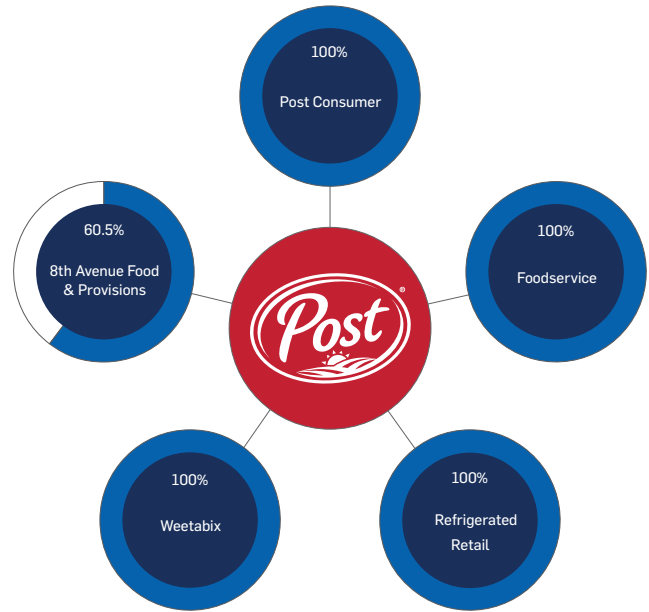 100%
Post Consumer
60.5%
8th Avenue Food
& Provisions
100%
Foodservice
Post®
100%
Weetabix
100%
Refrigerated
Retail